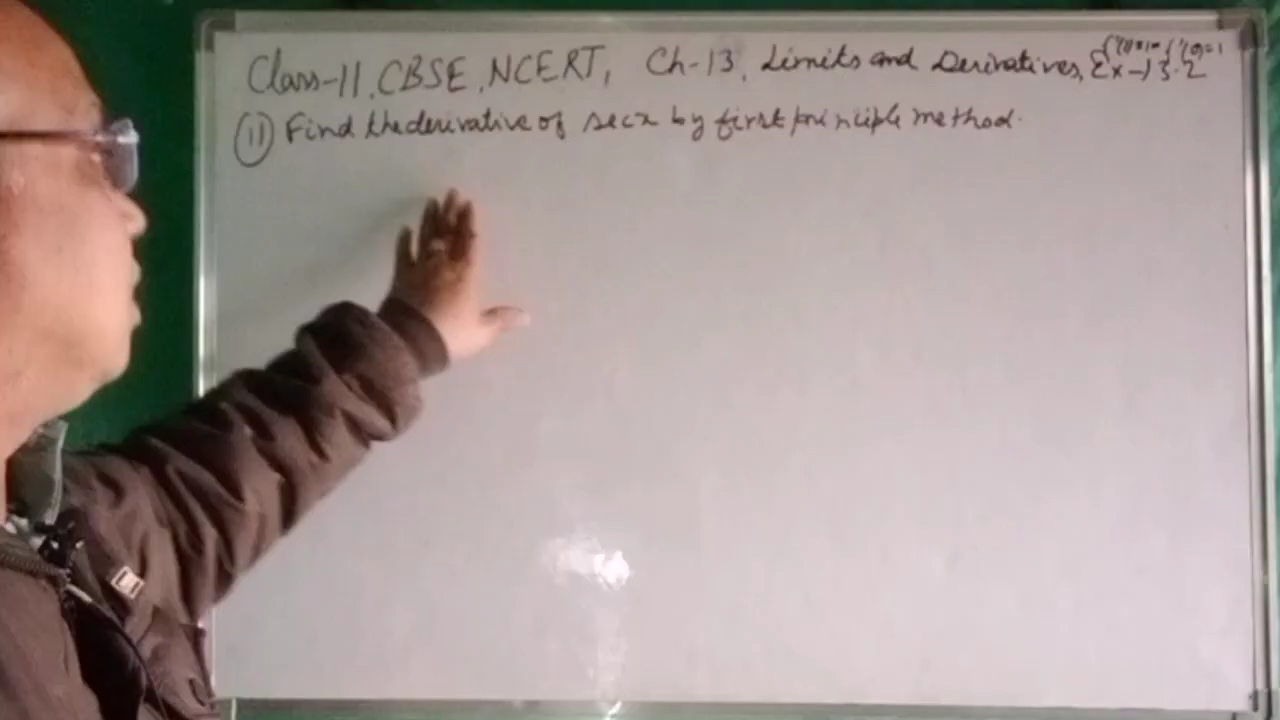 Class-11, CBSE, NCERT, Ch-13, Limits and Derivatives, Ex-13.2
(11) Find the derivative of secx by first principle method.